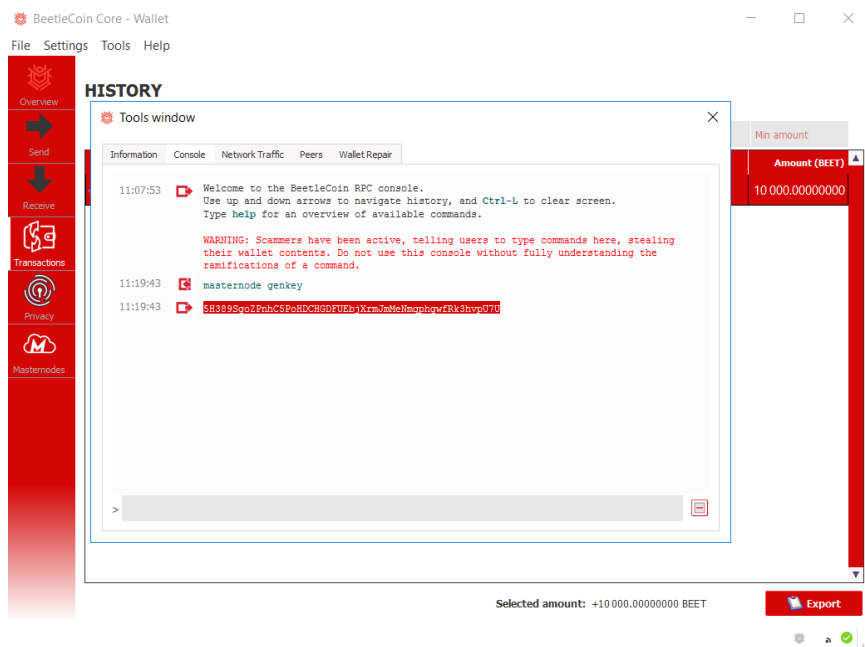 BeetleCoin Core - Wallet
File Settings Tools Help
Overview
Send
Receive
Transactions
Privacy
Masternodes
HISTORY
Min amount
Amount (BEET)
10 000.00000000
Tools window
Information Console Network Traffic Peers Wallet Repair
11:07:53 Welcome to the BeetleCoin RPC console.
Use up and down arrows to navigate history, and Ctrl-L to clear screen.
Type help for an overview of available commands.
WARNING: Scammers have been active, telling users to type commands here, stealing
their wallet contents. Do not use this console without fully understanding the
ramifications of a command.
11:19:43 masternode genkey
11:19:43 5H389SgoZPnhC5PoHDCHGDFUEbjXrmJmMeNmgphgwfRk3hvpU7U
>
Selected amount: +10 000.00000000 BEET
Export